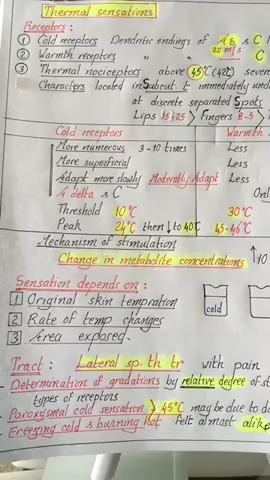 Thermal sensations
Receptors:
① Cold receptors Dendritic endings of A δ & C
20 m/s
② Warmth receptors " " C
③ Thermal nociceptors above 45°C (42°C) seve
Characters located in Subcut. t immediately und
at discrete separated Spots
Lips 15-25 > Fingers 3-5 >
Cold receptors Warmth
More numerous 3-10 times Less
More superficial Less
Adapt more slowly Moderately Adapt Less
A delta & C Onl
Threshold 10°C 30°C
Peak 24°C then ↓ to 40°C 45-46°C
Mechanism of stimulation
Change in metabolite concentrations ↑10
Sensation depends on:
1 Original skin tempration
2 Rate of temp changes
cold
3 Area exposed.
Tract: Lateral sp. th tr with pain
- Determination of gradations by relative degree of s
types of receptors
- Paroxysmal cold sensation > 45°C may be due to d
- Freezing cold & burning hot felt almost alike